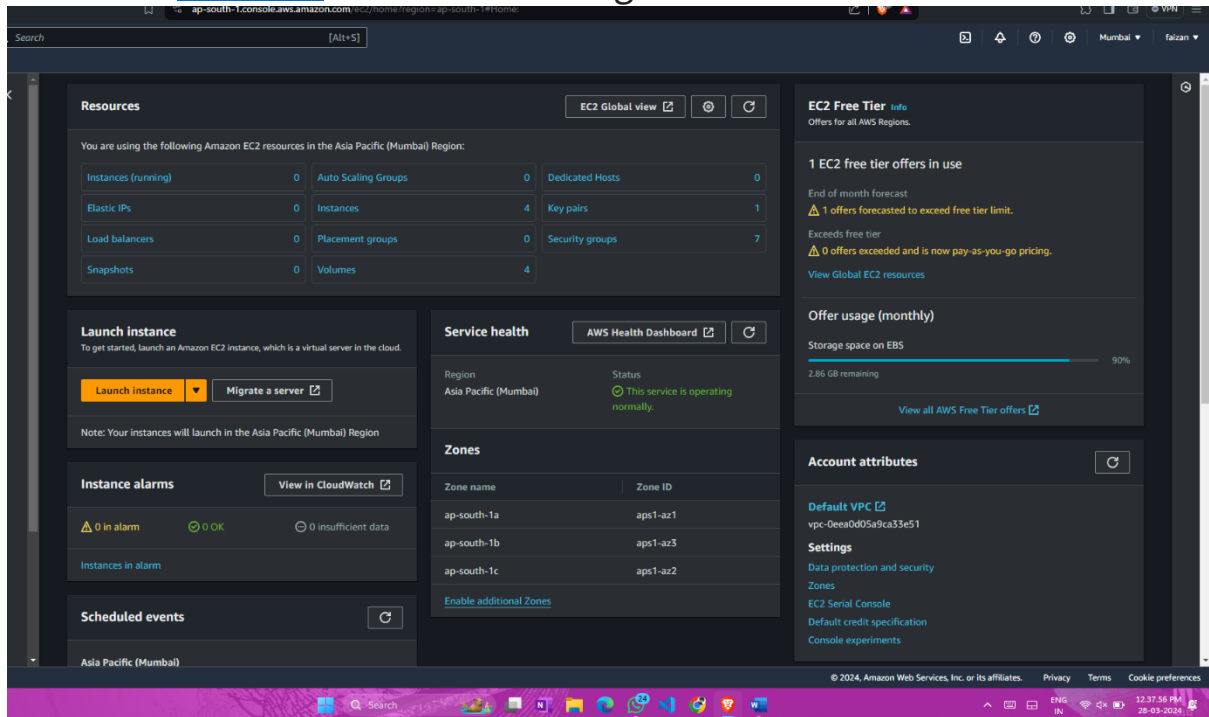 ap-south-1.console.aws.amazon.com/ec2/home?region=ap-south-1#Home:
VPN
Search
[Alt+S]
Mumbai ▼
faizan ▼
Resources
EC2 Global view
You are using the following Amazon EC2 resources in the Asia Pacific (Mumbai) Region:
Instances (running) 0 Auto Scaling Groups 0 Dedicated Hosts 0
Elastic IPs 0 Instances 4 Key pairs 1
Load balancers 0 Placement groups 0 Security groups 7
Snapshots 0 Volumes 4
Launch instance
To get started, launch an Amazon EC2 instance, which is a virtual server in the cloud.
Launch instance ▼ Migrate a server
Note: Your instances will launch in the Asia Pacific (Mumbai) Region
Instance alarms
View in CloudWatch
0 in alarm 0 OK 0 insufficient data
Instances in alarm
Scheduled events
Asia Pacific (Mumbai)
Service health
AWS Health Dashboard
Region Status
Asia Pacific (Mumbai) This service is operating
normally.
Zones
Zone name Zone ID
ap-south-1a aps1-az1
ap-south-1b aps1-az3
ap-south-1c aps1-az2
Enable additional Zones
EC2 Free Tier Info
Offers for all AWS Regions.
1 EC2 free tier offers in use
End of month forecast
1 offers forecasted to exceed free tier limit.
Exceeds free tier
0 offers exceeded and is now pay-as-you-go pricing.
View Global EC2 resources
Offer usage (monthly)
Storage space on EBS
90%
2.86 GB remaining
View all AWS Free Tier offers
Account attributes
Default VPC
vpc-0eea0d05a9ca33e51
Settings
Data protection and security
Zones
EC2 Serial Console
Default credit specification
Console experiments
© 2024, Amazon Web Services, Inc. or its affiliates. Privacy Terms Cookie preferences
Search
24
ENG
IN
12.37.56 PM
28-03-2024